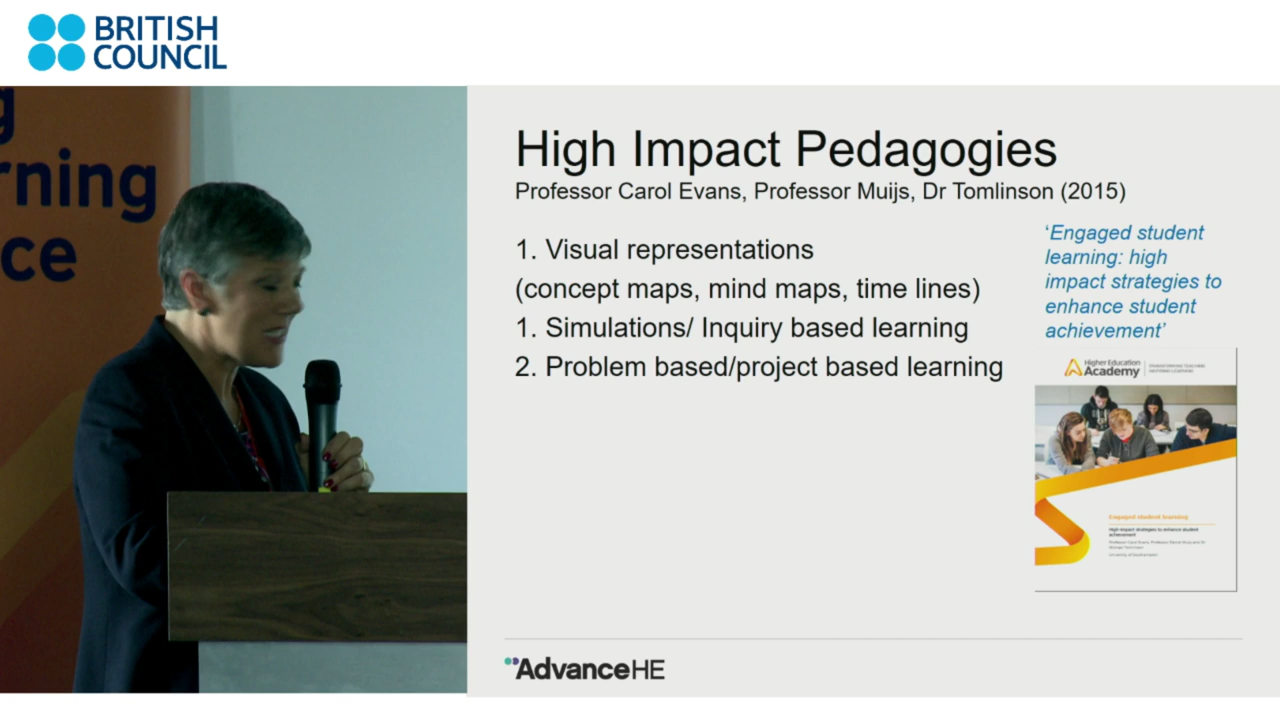 BRITISH
COUNCIL
rning
ce
High Impact Pedagogies
Professor Carol Evans, Professor Muijs, Dr Tomlinson (2015)
1. Visual representations
(concept maps, mind maps, time lines)
1. Simulations/ Inquiry based learning
2. Problem based/project based learning
‘Engaged student
learning: high
impact strategies to
enhance student
achievement’
Higher Education
Academy
Engaged student learning
High-impact strategies to enhance student
achievement
University of Southampton
AdvanceHE